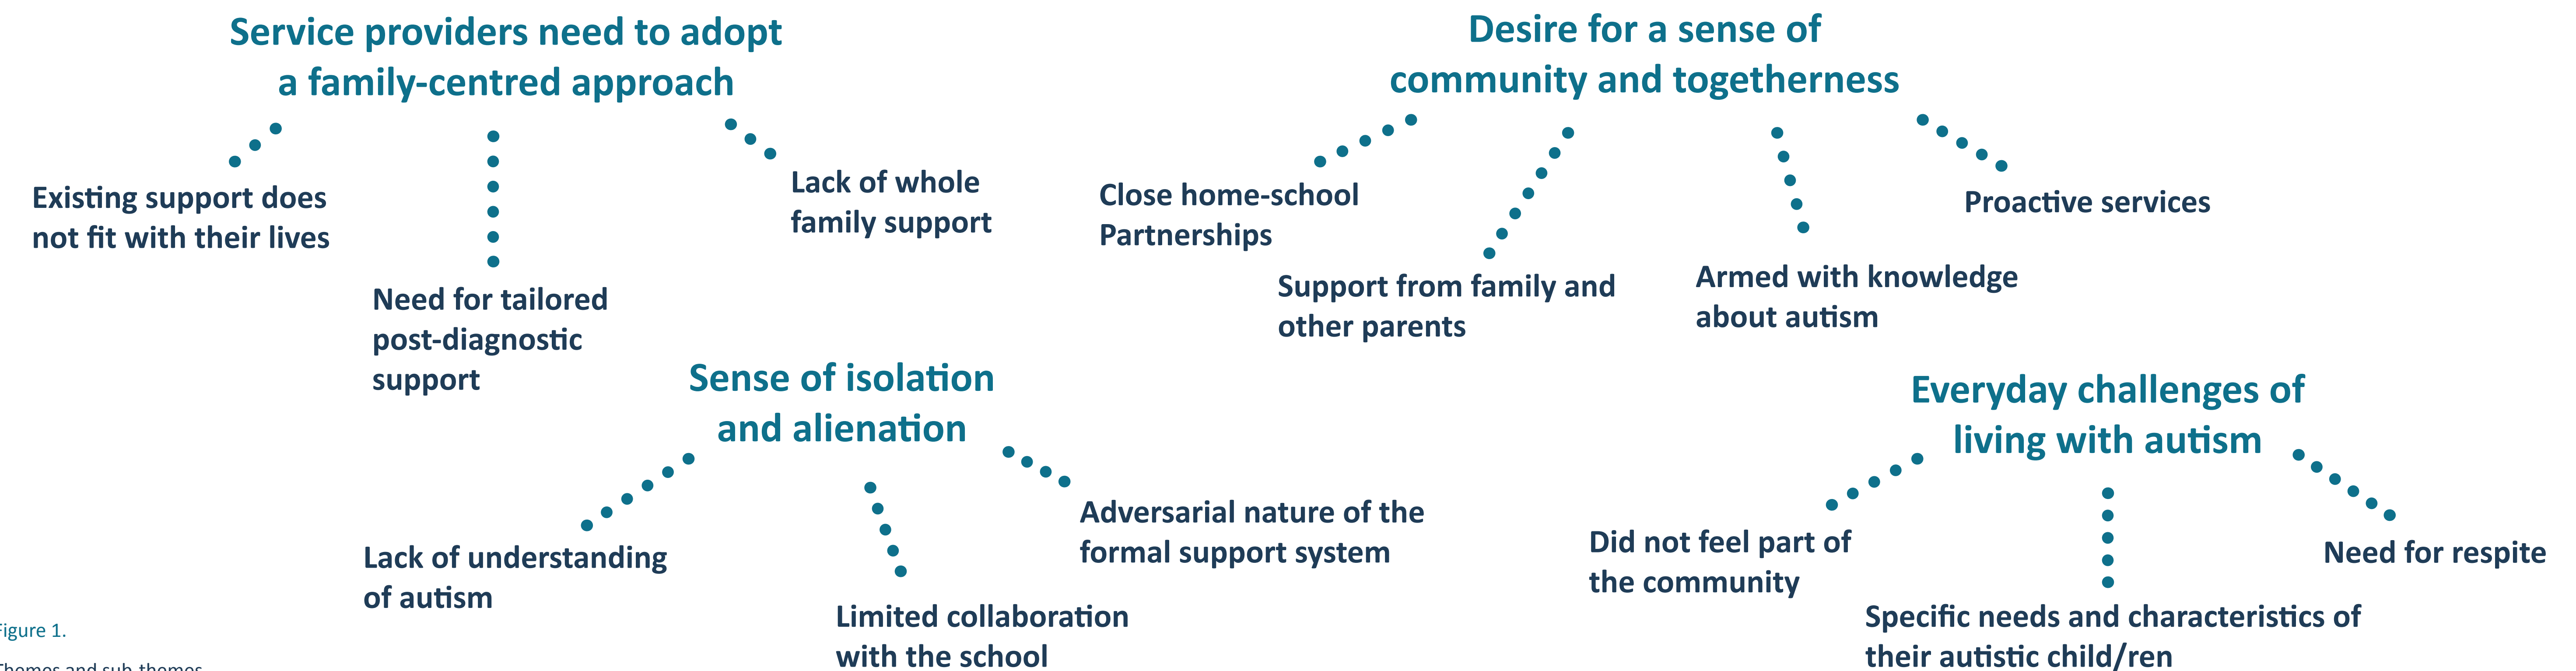 Service providers need to adopt
a family-centred approach
Existing support does
not fit with their lives
Need for tailored
post-diagnostic
support
Lack of whole
family support
Desire for a sense of
community and togetherness
Close home-school
Partnerships
Support from family and
other parents
Armed with knowledge
about autism
Proactive services
Sense of isolation
and alienation
Lack of understanding
of autism
Limited collaboration
with the school
Adversarial nature of the
formal support system
Everyday challenges of
living with autism
Did not feel part of
the community
Specific needs and characteristics of
their autistic child/ren
Need for respite
Figure 1.
Themes and sub-themes